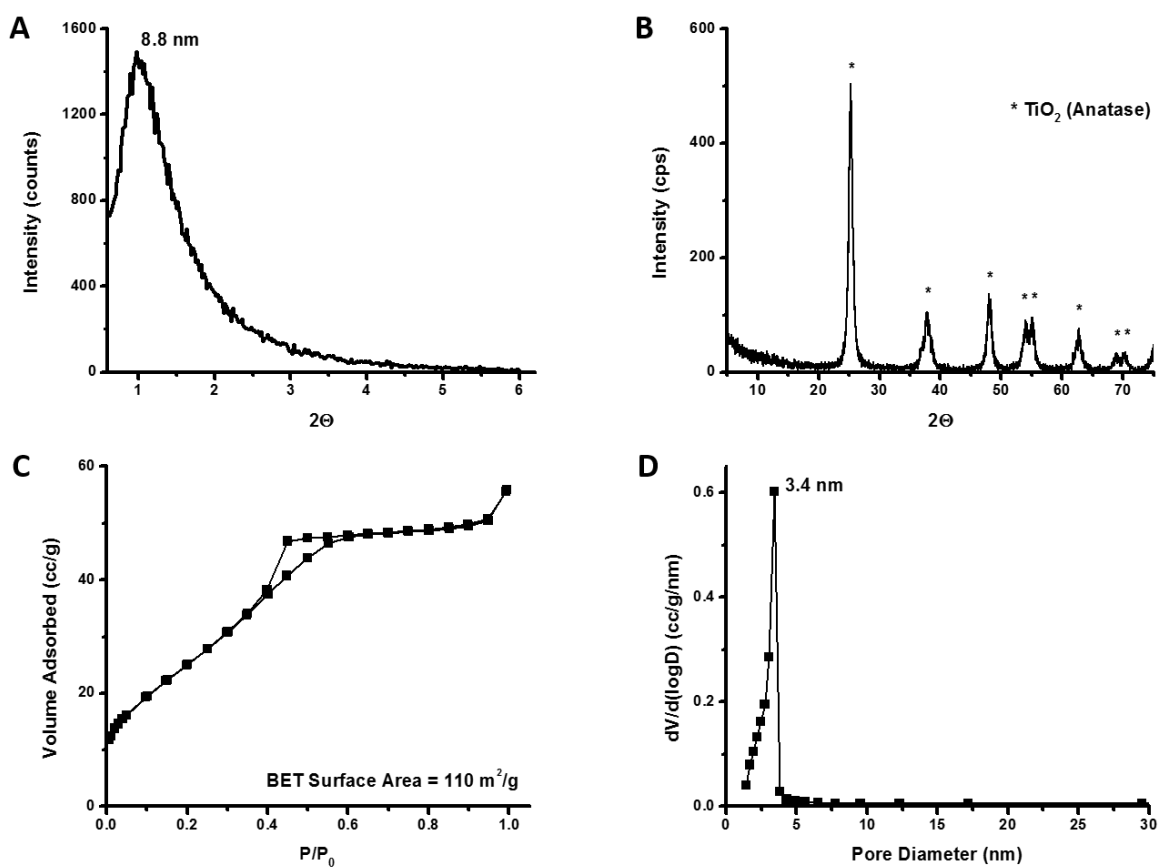 A
8.8 nm
1600
1200
800
400
0
Intensity (counts)
1 2 3 4 5 6
2Θ
B
* TiO₂ (Anatase)
*
*
*
* *
*
* *
600
400
200
0
Intensity (cps)
10 20 30 40 50 60 70
2Θ
C
60
40
20
0
Volume Adsorbed (cc/g)
BET Surface Area = 110 m²/g
0.0 0.2 0.4 0.6 0.8 1.0
P/P₀
D
3.4 nm
0.6
0.4
0.2
0.0
dV/d(logD) (cc/g/nm)
0 5 10 15 20 25 30
Pore Diameter (nm)